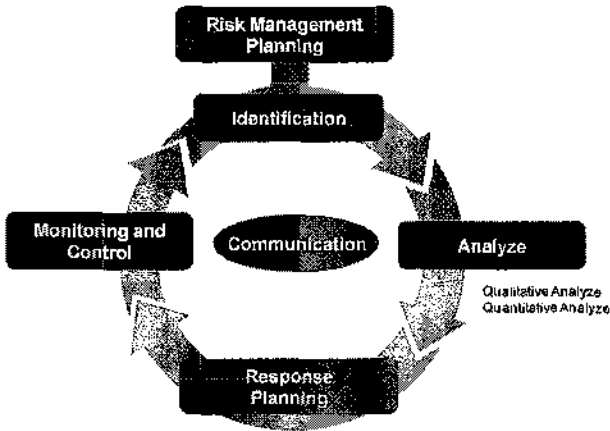 Risk Management
Planning
Identification
Monitoring and
Control
Communication
Analyze
Qualitative Analyze
Quantitative Analyze
Response
Planning